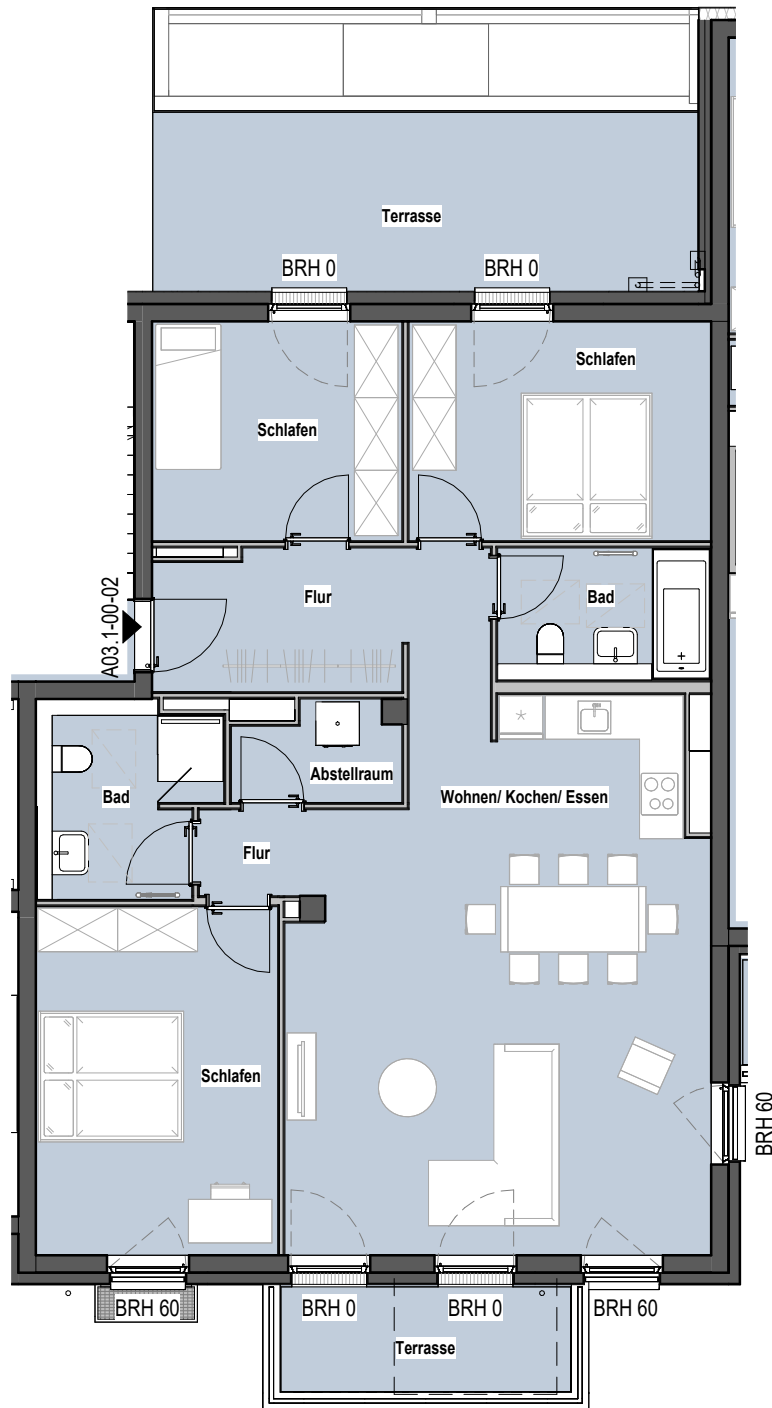 Terrasse
BRH 0
BRH 0
Schlafen
Schlafen
Flur
Bad
A03.1-00-02
Abstellraum
Bad
Wohnen/ Kochen/ Essen
Flur
Schlafen
BRH 60
BRH 60
BRH 0
BRH 0
BRH 60
Terrasse